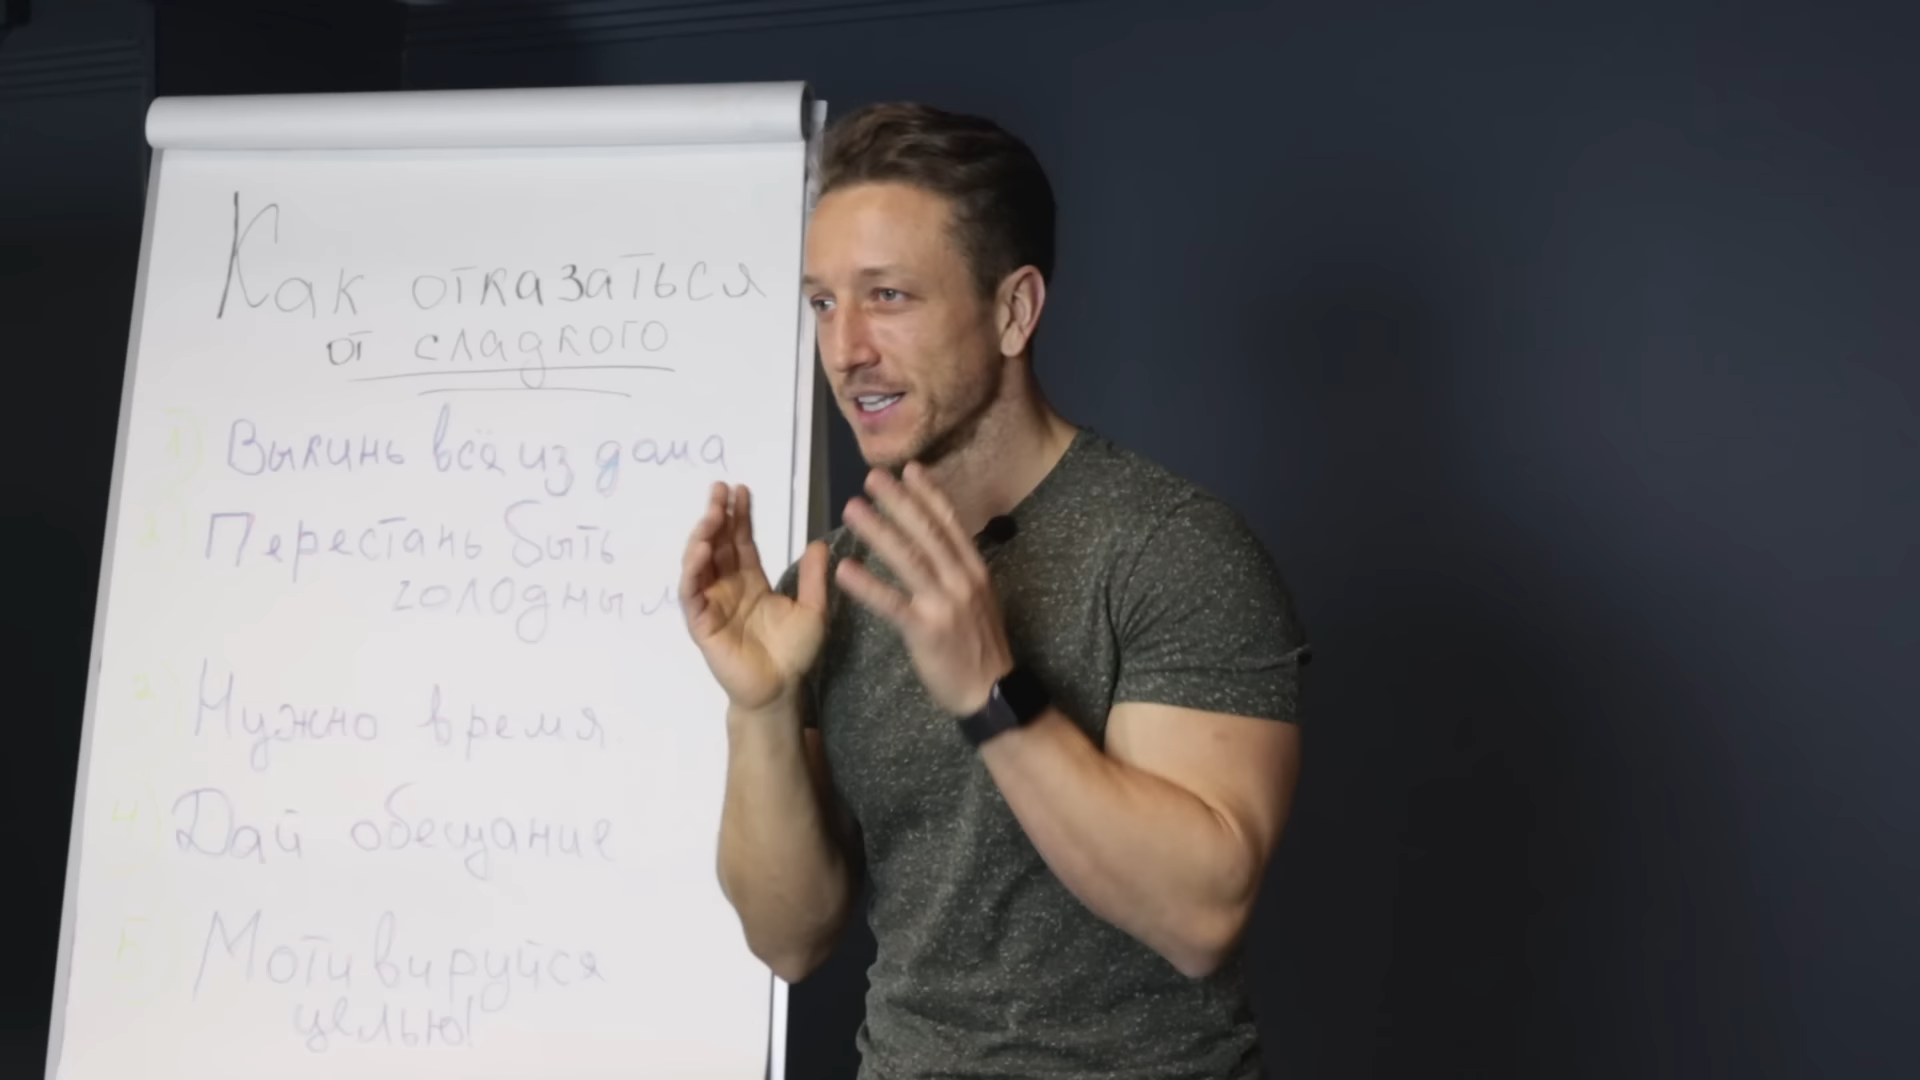 Как отказаться
от сладкого
1) Выкинь всё из дома
2) Перестань быть
голодным
3 Нужно время
4) Дай обещание
5) Мотивируйся
целью!